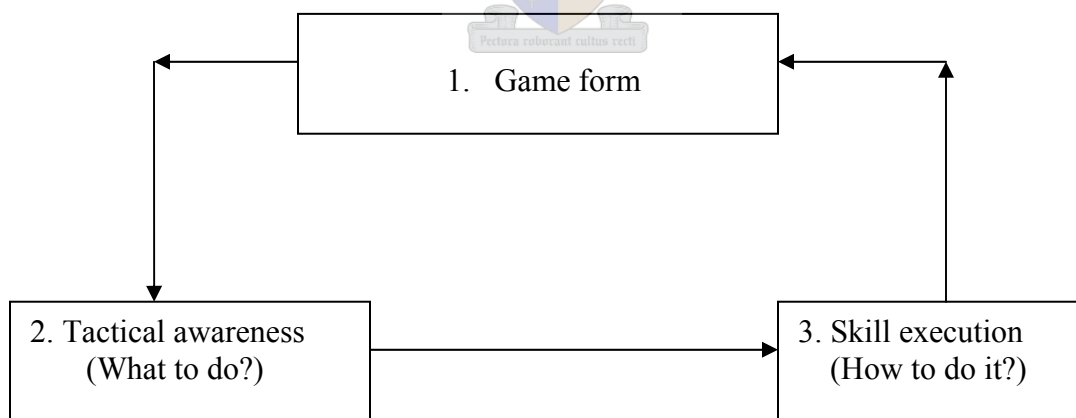 Pectora roborant cultus recti
1. Game form
2. Tactical awareness
(What to do?)
3. Skill execution
(How to do it?)